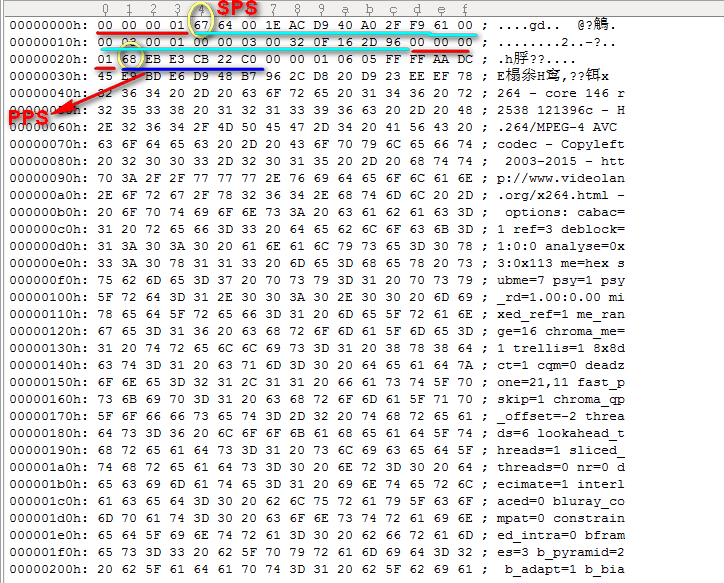 SPS
0 1 2 3 4 5 6 7 8 9 a b c d e f
00000000h: 00 00 00 01 67 64 00 1E AC D9 40 A0 2F F9 61 00 ; ....gd..
00000010h: 00 03 00 01 00 00 03 00 32 0F 16 2D 96 00 00 00 ; ........2..-?...
00000020h: 01 68 EB E3 CB 22 C0 00 00 01 06 05 FF FF AA DC ;
00000030h: 45 E9 BD E6 D9 48 B7 96 2C D8 20 D9 23 EE EF 78 ;
00000040h: 32 36 34 20 2D 20 63 6F 72 65 20 31 34 36 20 72 ; 264 - core 146 r
00000050h: 32 35 33 38 20 31 32 31 33 39 36 63 20 2D 20 48 ; 2538 121396c - H
PPS
00000060h: 2E 32 36 34 2F 4D 50 45 47 2D 34 20 41 56 43 20 ; .264/MPEG-4 AVC
00000070h: 63 6F 64 65 63 20 2D 20 43 6F 70 79 6C 65 66 74 ; codec - Copyleft
00000080h: 20 32 30 30 33 2D 32 30 31 35 20 2D 20 68 74 74 ; 2003-2015 - htt
00000090h: 70 3A 2F 2F 77 77 77 2E 76 69 64 65 6F 6C 61 6E ; p://www.videolan
000000a0h: 2E 6F 72 67 2F 78 32 36 34 2E 68 74 6D 6C 20 2D ; .org/x264.html -
000000b0h: 20 6F 70 74 69 6F 6E 73 3A 20 63 61 62 61 63 3D ; options: cabac=
000000c0h: 31 20 72 65 66 3D 33 20 64 65 62 6C 6F 63 6B 3D ; 1 ref=3 deblock=
000000d0h: 31 3A 30 3A 30 20 61 6E 61 6C 79 73 65 3D 30 78 ; 1:0:0 analyse=0x
000000e0h: 33 3A 30 78 31 31 33 20 6D 65 3D 68 65 78 20 73 ; 3:0x113 me=hex s
000000f0h: 75 62 6D 65 3D 37 20 70 73 79 3D 31 20 70 73 79 ; ubme=7 psy=1 psy
00000100h: 5F 72 64 3D 31 2E 30 30 3A 30 2E 30 30 20 6D 69 ; _rd=1.00:0.00 mi
00000110h: 78 65 64 5F 72 65 66 3D 31 20 6D 65 5F 72 61 6E ; xed_ref=1 me_ran
00000120h: 67 65 3D 31 36 20 63 68 72 6F 6D 61 5F 6D 65 3D ; ge=16 chroma_me=
00000130h: 31 20 74 72 65 6C 6C 69 73 3D 31 20 38 78 38 64 ; 1 trellis=1 8x8d
00000140h: 63 74 3D 31 20 63 71 6D 3D 30 20 64 65 61 64 7A ; ct=1 cqm=0 deadz
00000150h: 6F 6E 65 3D 32 31 2C 31 31 20 66 61 73 74 5F 70 ; one=21,11 fast_p
00000160h: 73 6B 69 70 3D 31 20 63 68 72 6F 6D 61 5F 71 70 ; skip=1 chroma_qp
00000170h: 5F 6F 66 66 73 65 74 3D 2D 32 20 74 68 72 65 61 ; _offset=-2 threa
00000180h: 64 73 3D 36 20 6C 6F 6F 6B 61 68 65 61 64 5F 74 ; ds=6 lookahead_t
00000190h: 68 72 65 61 64 73 3D 31 20 73 6C 69 63 65 64 5F ; hreads=1 sliced_
000001a0h: 74 68 72 65 61 64 73 3D 30 20 6E 72 3D 30 20 64 ; threads=0 nr=0 d
000001b0h: 65 63 69 6D 61 74 65 3D 31 20 69 6E 74 65 72 6C ; ecimate=1 interl
000001c0h: 61 63 65 64 3D 30 20 62 6C 75 72 61 79 5F 63 6F ; aced=0 bluray_co
000001d0h: 6D 70 61 74 3D 30 20 63 6F 6E 73 74 72 61 69 6E ; mpat=0 constrain
000001e0h: 65 64 5F 69 6E 74 72 61 3D 30 20 62 66 72 61 6D ; ed_intra=0 bfram
000001f0h: 65 73 3D 33 20 62 5F 70 79 72 61 6D 69 64 3D 32 ; es=3 b_pyramid=2
00000200h: 20 62 5F 61 64 61 70 74 3D 31 20 62 5F 62 69 61 ; b_adapt=1 b_bia